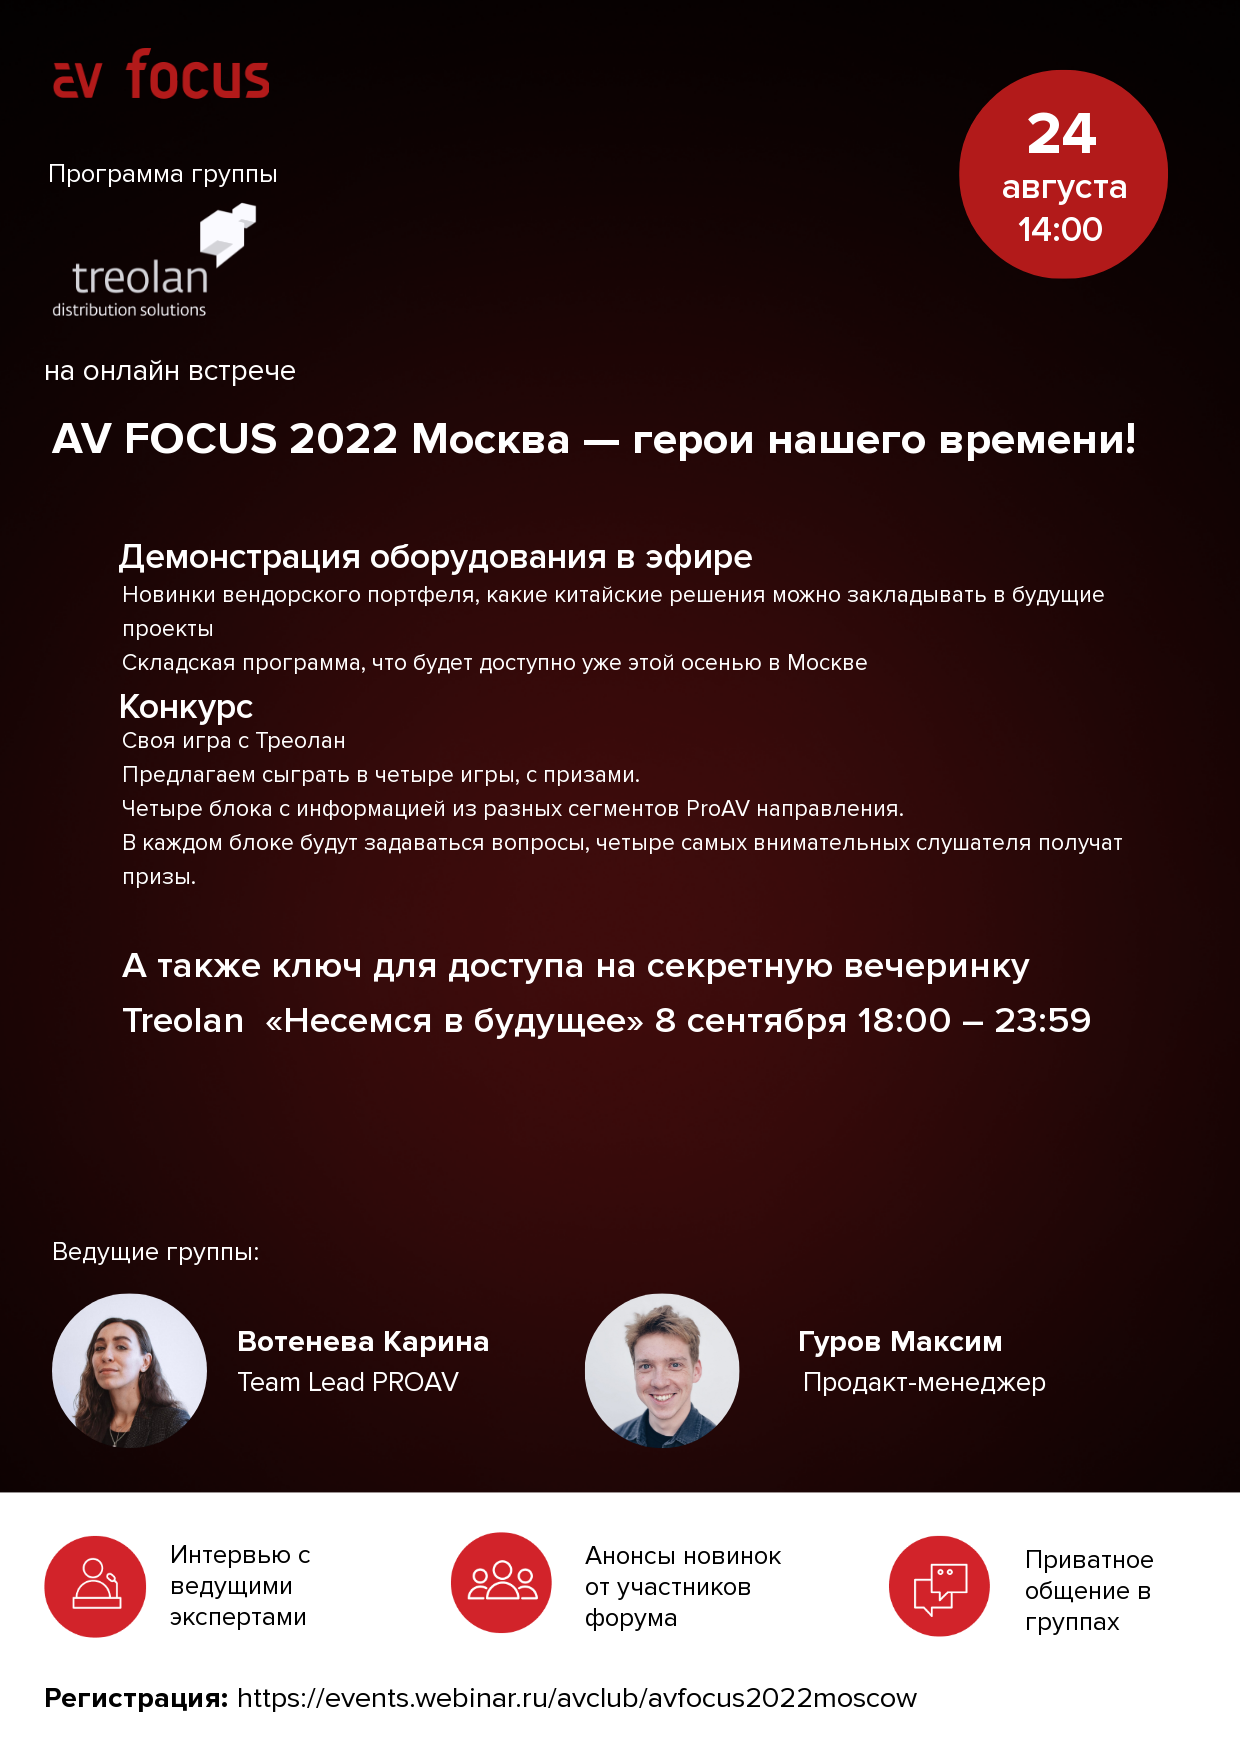 av focus
24
августа
14:00
Программа группы
treolan
distribution solutions
на онлайн встрече
AV FOCUS 2022 Москва — герои нашего времени!
Демонстрация оборудования в эфире
Новинки вендорского портфеля, какие китайские решения можно закладывать в будущие
проекты
Складская программа, что будет доступно уже этой осенью в Москве
Конкурс
Своя игра с Треолан
Предлагаем сыграть в четыре игры, с призами.
Четыре блока с информацией из разных сегментов ProAV направления.
В каждом блоке будут задаваться вопросы, четыре самых внимательных слушателя получат
призы.
А также ключ для доступа на секретную вечеринку
Treolan «Несемся в будущее» 8 сентября 18:00 – 23:59
Ведущие группы:
Вотенева Карина
Team Lead PROAV
Гуров Максим
Продакт-менеджер
Интервью с
ведущими
экспертами
Анонсы новинок
от участников
форума
Приватное
общение в
группах
Регистрация: https://events.webinar.ru/avclub/avfocus2022moscow